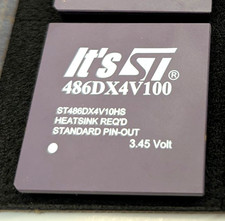 It's ST®
486DX4V100
ST486DX4V10HS
HEATSINK REQ'D
STANDARD PIN-OUT
3.45 Volt